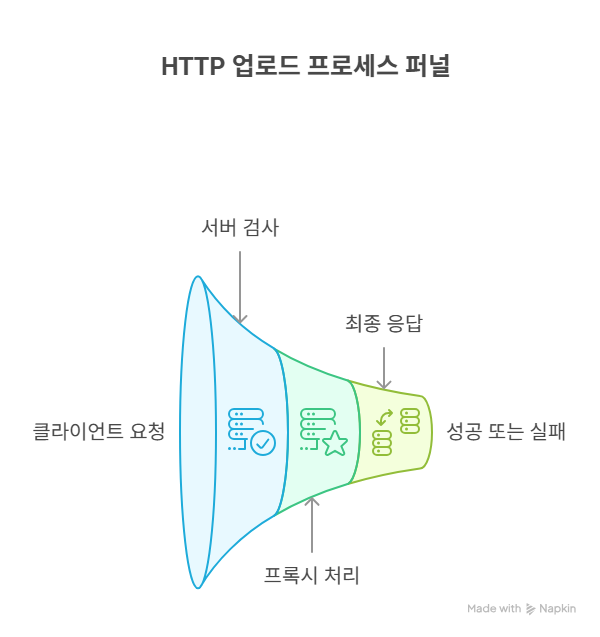 HTTP 업로드 프로세스 퍼널
서버 검사
최종 응답
클라이언트 요청
성공 또는 실패
프록시 처리
Made with Napkin